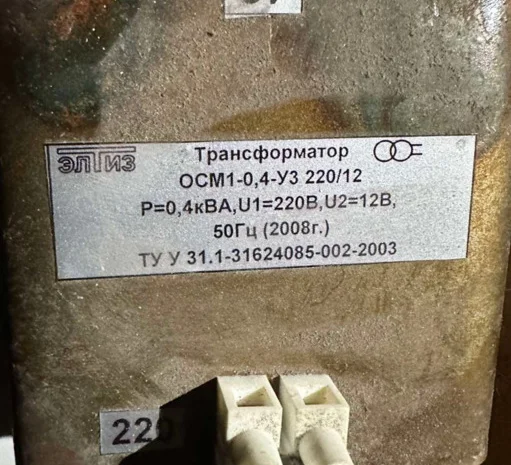 ЭЛТИЗ
Трансформатор
ОСМ1-0,4-У3 220/12
Р=0,4кВА,U1=220В,U2=12В,
50Гц (2008г.)
ТУ У 31.1-31624085-002-2003
220